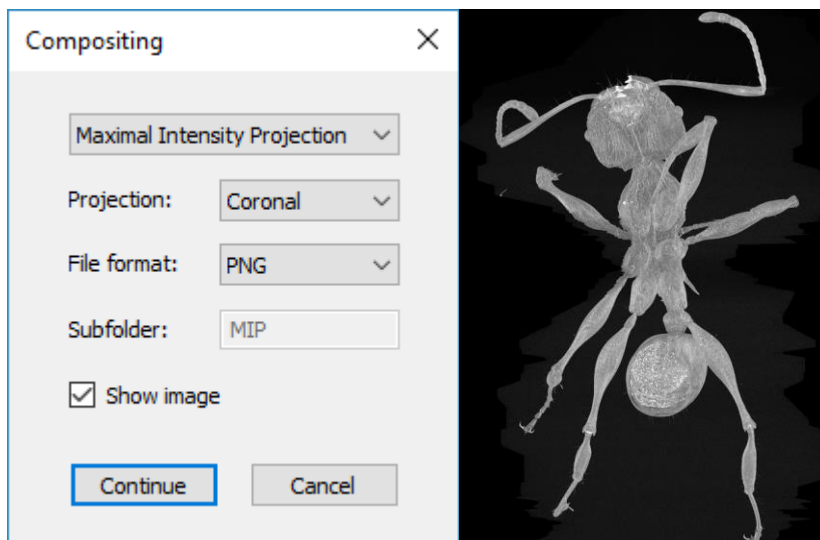 Compositing
Maximal Intensity Projection
Projection: Coronal
File format: PNG
Subfolder: MIP
Show image
Continue Cancel